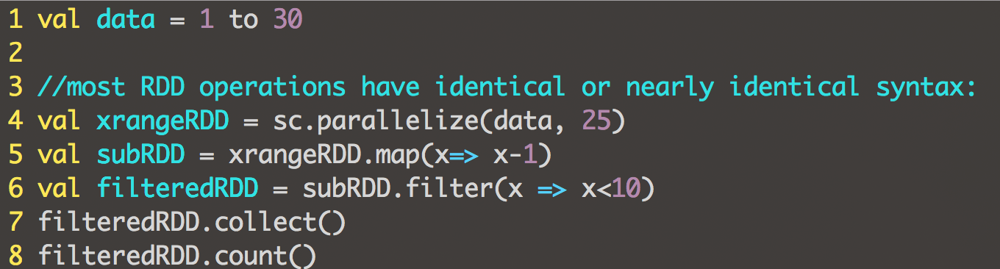 1 val data = 1 to 30
2
3 //most RDD operations have identical or nearly identical syntax:
4 val xrangeRDD = sc.parallelize(data, 25)
5 val subRDD = xrangeRDD.map(x=> x-1)
6 val filteredRDD = subRDD.filter(x => x<10)
7 filteredRDD.collect()
8 filteredRDD.count()